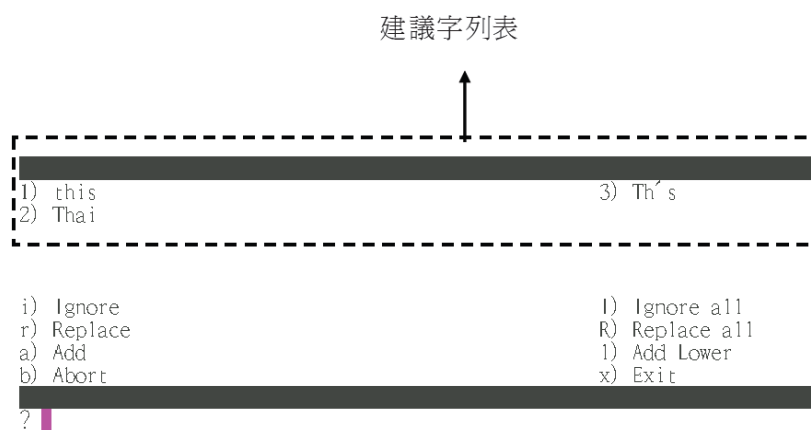 建議字列表
1) this 3) Th's
2) Thai
i) Ignore I) Ignore all
r) Replace R) Replace all
a) Add l) Add Lower
b) Abort x) Exit
?